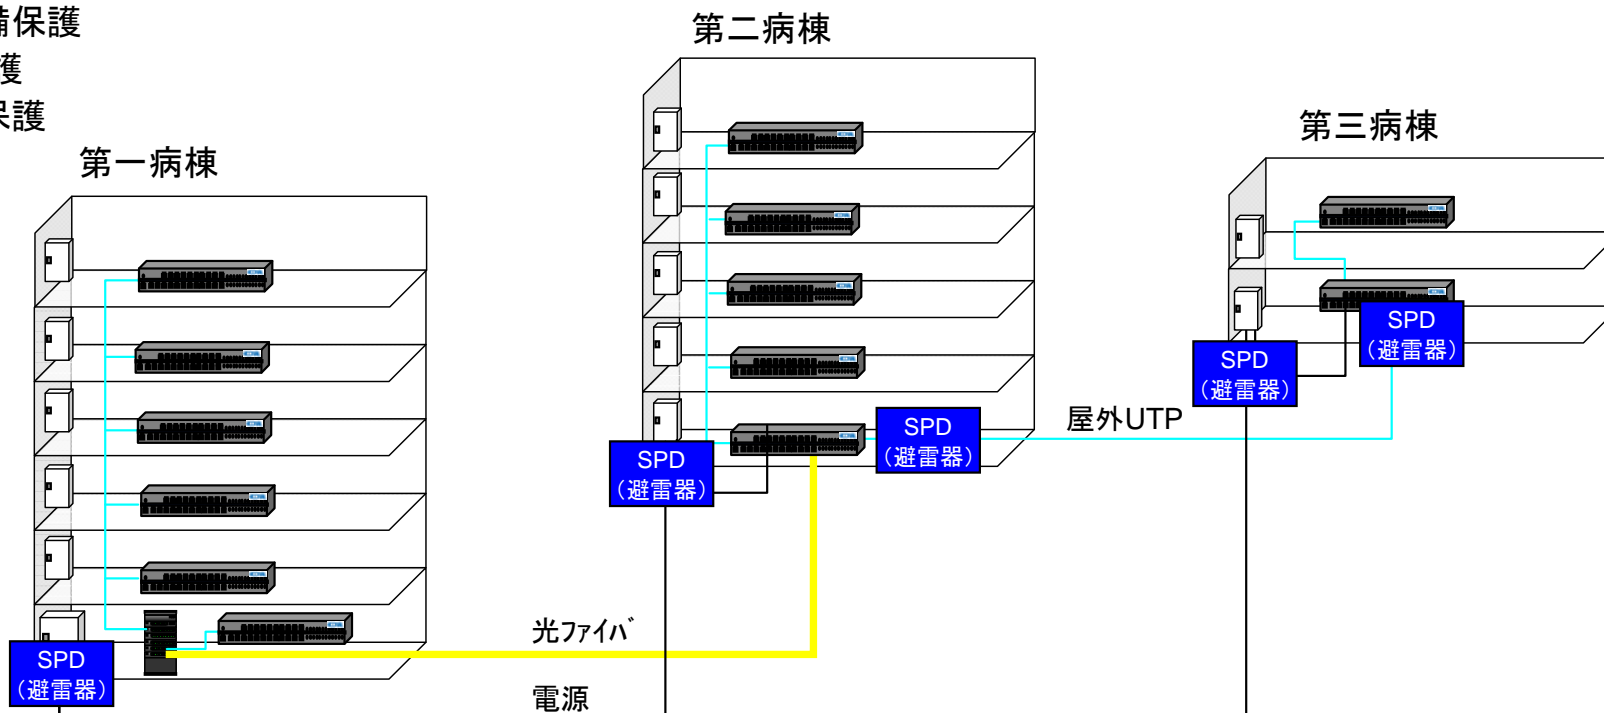 備保護
護
保護
第一病棟
第二病棟
第三病棟
SPD
(避雷器)
SPD
(避雷器)
SPD
(避雷器)
屋外UTP
SPD
(避雷器)
SPD
(避雷器)
光ファイバ
電源